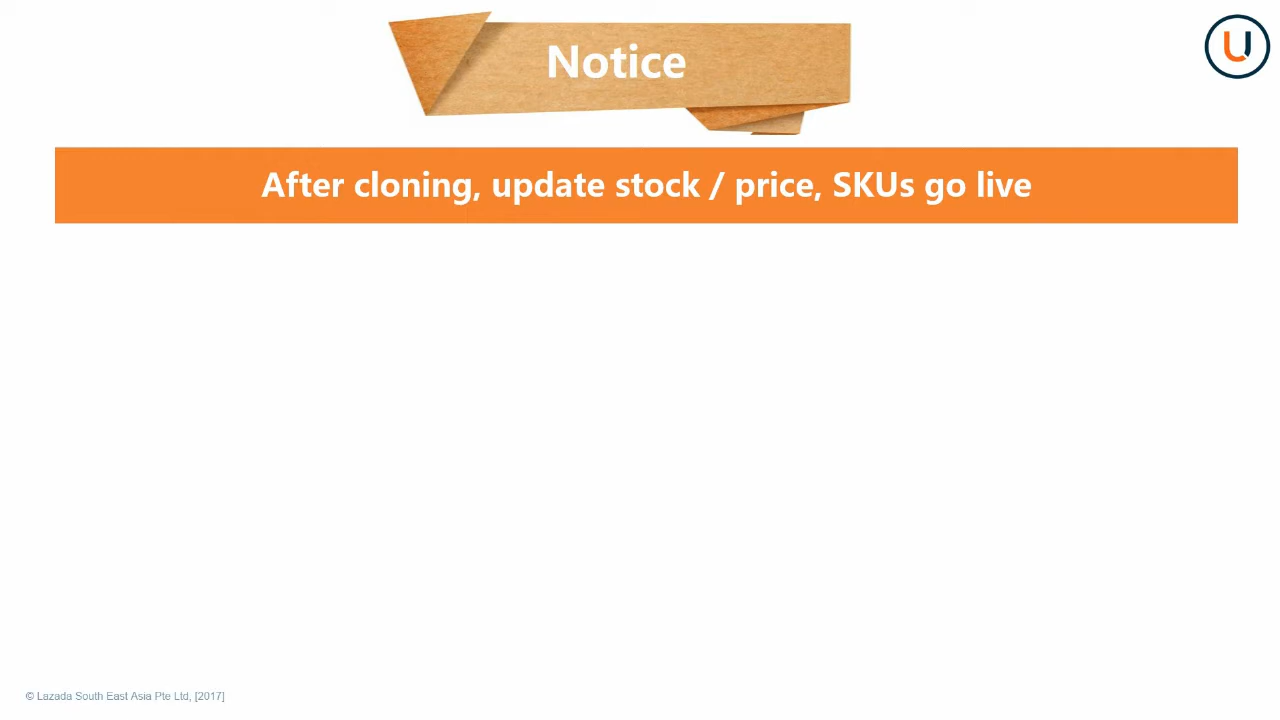 Notice
U
After cloning, update stock / price, SKUs go live
© Lazada South East Asia Pte Ltd, [2017]